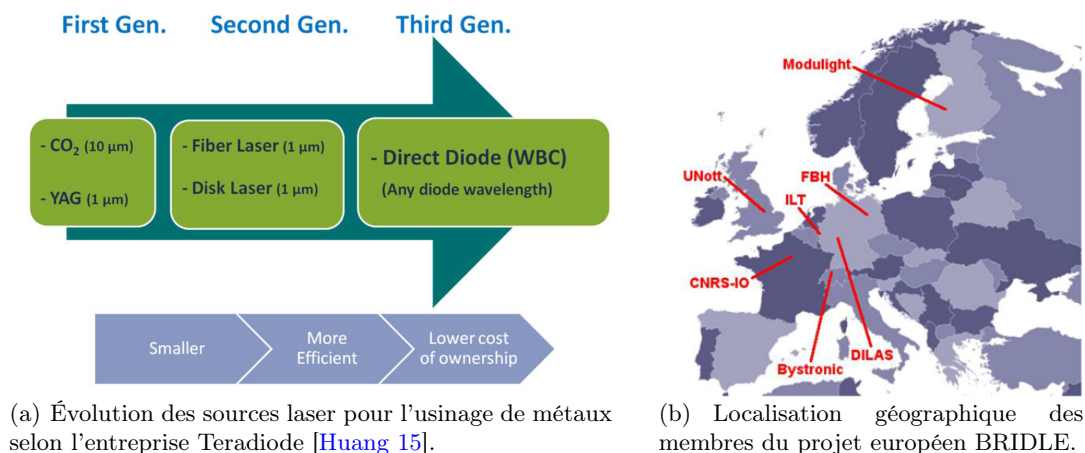 First Gen. Second Gen. Third Gen.
- CO₂ (10 µm)
- YAG (1 µm)
- Fiber Laser (1 µm)
- Disk Laser (1 µm)
- Direct Diode (WBC)
(Any diode wavelength)
Smaller
More
Efficient
Lower cost
of ownership
(a) Évolution des sources laser pour l'usinage de métaux
selon l'entreprise Teradiode [Huang 15].
Modulight
UNott
FBH
ILT
CNRS-IO
DILAS
Bystronic
(b) Localisation géographique des
membres du projet européen BRIDLE.